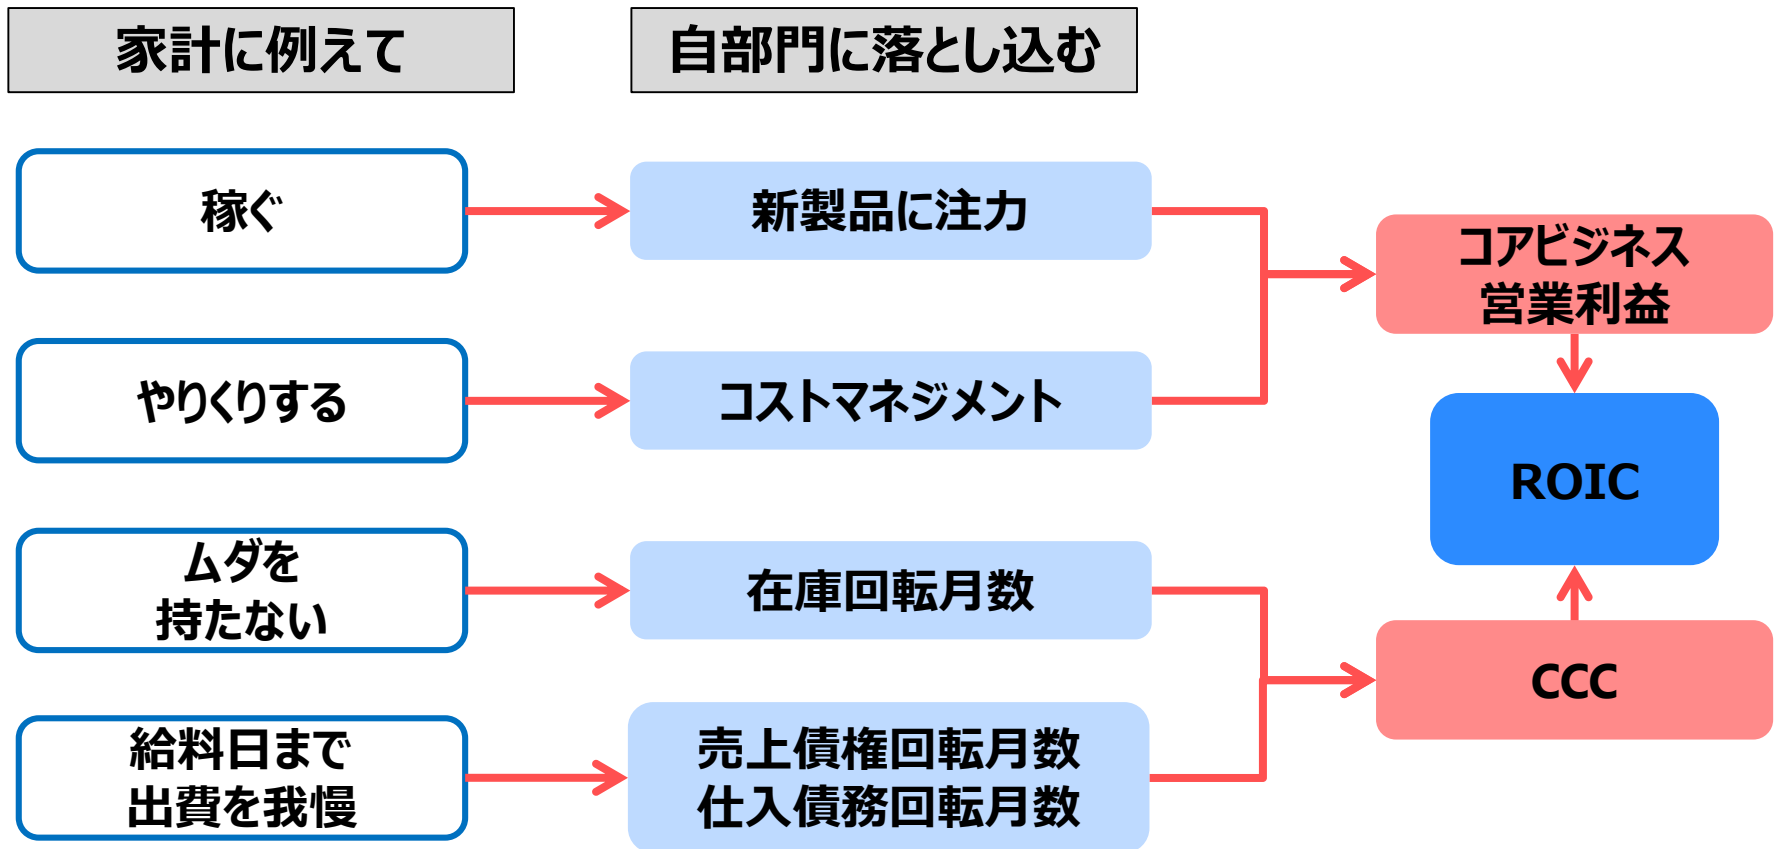 家計に例えて
自部門に落とし込む
稼ぐ
新製品に注力
コアビジネス
営業利益
やりくりする
コストマネジメント
ROIC
ムダを
持たない
在庫回転月数
CCC
給料日まで
出費を我慢
売上債権回転月数
仕入債務回転月数